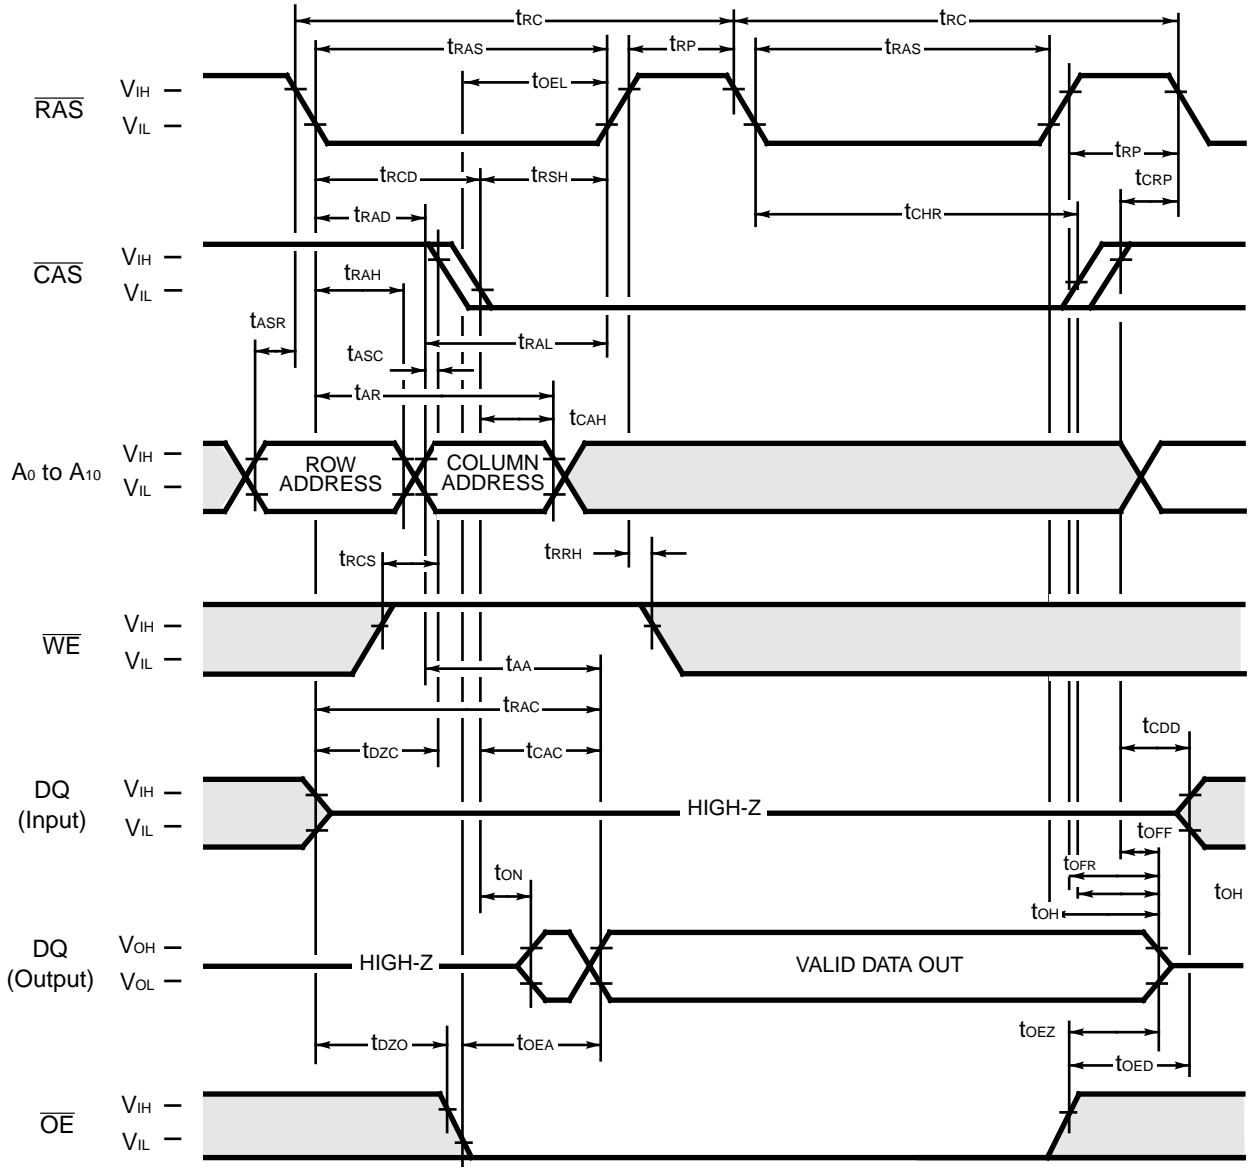 tRC tRC
tRAS tRP tRAS
tOEL
RAS VIH
VIL
tRP
tRCD tRSH
tCRP
tRAD tCHR
CAS VIH
VIL
tRAH
tASR
tASC tRAL
tAR
tCAH
A0 to A10 VIH
VIL
ROW
ADDRESS
COLUMN
ADDRESS
tRRH
tRCS
WE VIH
VIL
tAA
tRAC
tCDD
tDZC tCAC
DQ
(Input)
VIH
VIL
HIGH-Z
tOFF
tOFR
tON
tOH
tOH
DQ
(Output)
VOH
VOL
HIGH-Z VALID DATA OUT
tOEZ
tDZO tOEA
tOED
OE VIH
VIL